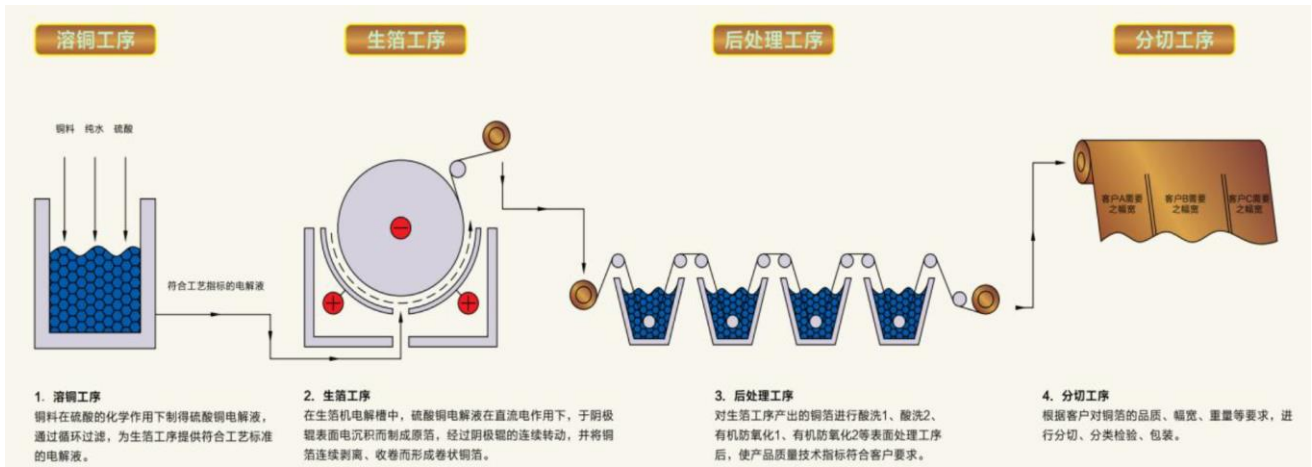 溶铜工序
生箔工序
后处理工序
分切工序
铜料 纯水 硫酸
符合工艺指标的电解液
客户A需要
之幅宽
客户B需要
之幅宽
客户C需要
之幅宽
1. 溶铜工序
铜料在硫酸的化学作用下制得硫酸铜电解液，
通过循环过滤，为生箔工序提供符合工艺标准
的电解液。
2. 生箔工序
在生箔机电解槽中，硫酸铜电解液在直流电作用下，于阴极
辊表面电沉积而制成原箔，经过阴极辊的连续转动，并将铜
箔连续剥离、收卷而形成卷状铜箔。
3. 后处理工序
对生箔工序产出的铜箔进行酸洗1、酸洗2、
有机防氧化1、有机防氧化2等表面处理工序
后，使产品质量技术指标符合客户要求。
4. 分切工序
根据客户对铜箔的品质、幅宽、重量等要求，进
行分切、分类检验、包装。